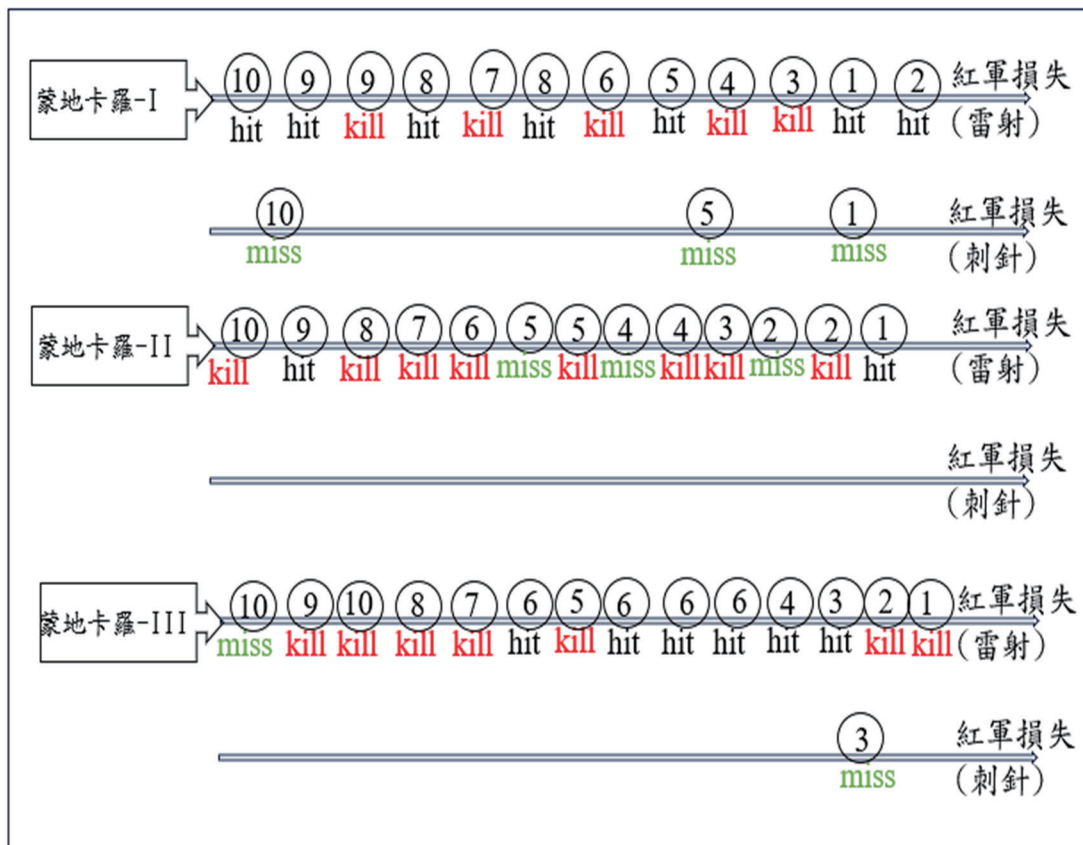 蒙地卡羅-I
10 9 9 8 7 8 6 5 4 3 1 2 紅軍損失
hit hit kill hit kill hit kill hit kill kill hit hit (雷射)
10 5 1 紅軍損失
miss miss miss (刺針)
蒙地卡羅-II
10 9 8 7 6 5 5 4 4 3 2 2 1 紅軍損失
kill hit kill kill kill miss kill miss kill kill miss kill hit (雷射)
紅軍損失
(刺針)
蒙地卡羅-III
10 9 10 8 7 6 5 6 6 6 4 3 2 1 紅軍損失
miss kill kill kill kill hit kill hit hit hit hit hit kill kill (雷射)
3 紅軍損失
miss (刺針)